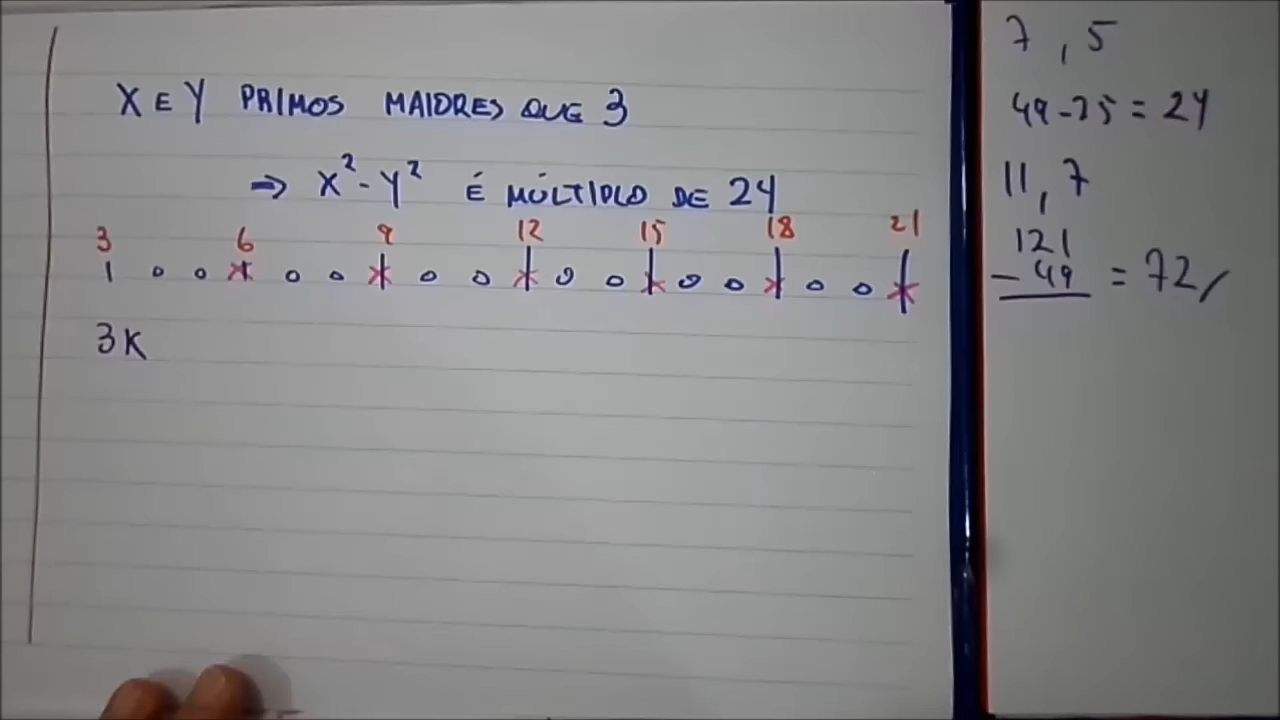 X E Y PRIMOS MAIORES QUE 3
⇒ X² - Y² É MÚLTIPLO DE 24
3 6 9 12 15 18 21
3K
7 , 5
49 - 25 = 24
11, 7
121
- 49 = 72